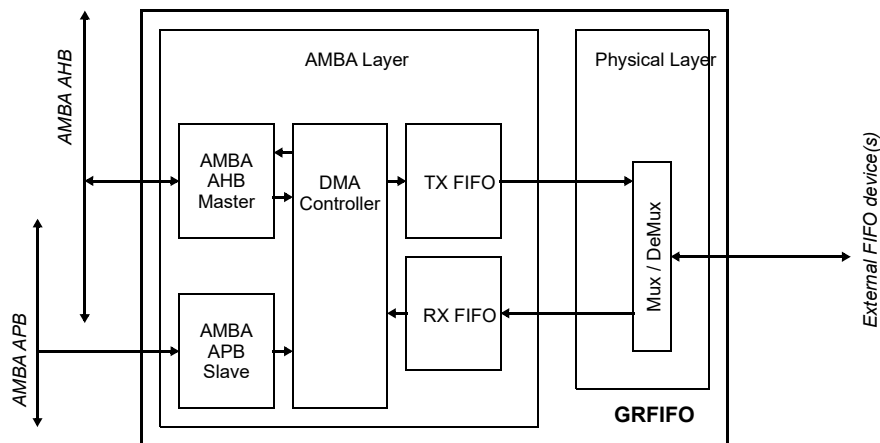 AMBA AHB
AMBA APB
AMBA Layer
Physical Layer
AMBA
AHB
Master
DMA
Controller
TX FIFO
RX FIFO
AMBA
APB
Slave
Mux / DeMux
GRFIFO
External FIFO device(s)